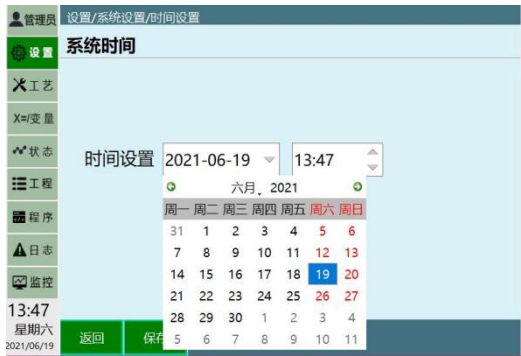 管理员
设置/系统设置/时间设置
设置
系统时间
工艺
X=/变量
状态
时间设置 2021-06-19 13:47
工程
六月, 2021
周一 周二 周三 周四 周五 周六 周日
程序
31 1 2 3 4 5 6
日志
7 8 9 10 11 12 13
监控
14 15 16 17 18 19 20
21 22 23 24 25 26 27
13:47
星期六
2021/06/19
28 29 30 1 2 3 4
5 6 7 8 9 10 11
返回
保存